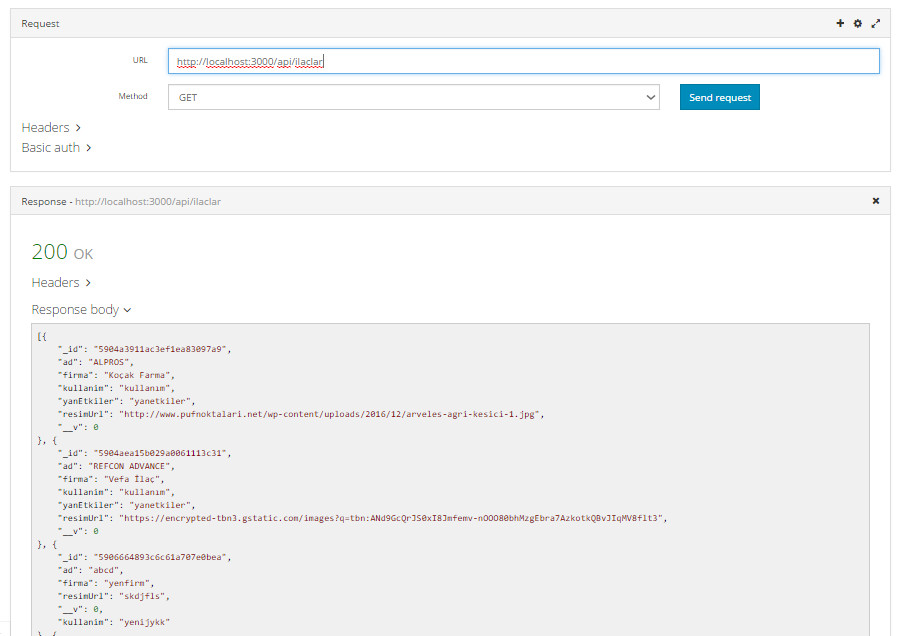 Request
URL http://localhost:3000/api/ilaclar
Method GET Send request
Headers
Basic auth
Response - http://localhost:3000/api/ilaclar
200 OK
Headers
Response body
[{
"_id": "5904a3911ac3ef1ea83097a9",
"ad": "ALPROS",
"firma": "Koçak Farma",
"kullanim": "kullanım",
"yanEtkiler": "yanetkiler",
"resimUrl": "http://www.pufnoktalari.net/wp-content/uploads/2016/12/arveles-agri-kesici-1.jpg",
"__v": 0
}, {
"_id": "5904aea15b029a0061113c31",
"ad": "REFCON ADVANCE",
"firma": "Vefa İlaç",
"kullanim": "kullanım",
"yanEtkiler": "yanetkiler",
"resimUrl": "https://encrypted-tbn3.gstatic.com/images?q=tbn:ANd9GcQrJS0xI8Jmfemv-nOOO80bhMzgEbra7AzkotkQBvJIqMV8flt3",
"__v": 0
}, {
"_id": "5906664893c6c61a707e0bea",
"ad": "abcd",
"firma": "yenfirm",
"resimUrl": "skdjfls",
"__v": 0,
"kullanim": "yenijykk"
}, {